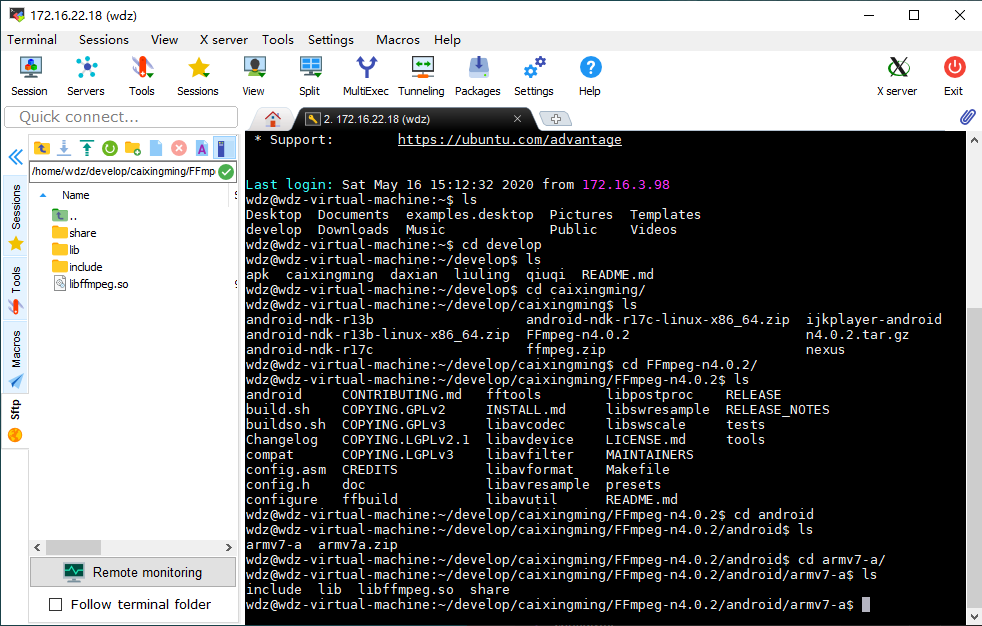 172.16.22.18 (wdz)
Terminal Sessions View X server Tools Settings Macros Help
Session Servers Tools Sessions View Split MultiExec Tunneling Packages Settings Help X server Exit
Quick connect...
2. 172.16.22.18 (wdz)
/home/wdz/develop/caixingming/FFmp
Name
..
share
lib
include
libffmpeg.so
Sessions
Tools
Macros
Sftp
Remote monitoring
Follow terminal folder
* Support: https://ubuntu.com/advantage
Last login: Sat May 16 15:12:32 2020 from 172.16.3.98
wdz@wdz-virtual-machine:~$ ls
Desktop Documents examples.desktop Pictures Templates
develop Downloads Music Public Videos
wdz@wdz-virtual-machine:~$ cd develop
wdz@wdz-virtual-machine:~/develop$ ls
apk caixingming daxian liuling qiuqi README.md
wdz@wdz-virtual-machine:~/develop$ cd caixingming/
wdz@wdz-virtual-machine:~/develop/caixingming$ ls
android-ndk-r13b android-ndk-r17c-linux-x86_64.zip ijkplayer-android
android-ndk-r13b-linux-x86_64.zip FFmpeg-n4.0.2 n4.0.2.tar.gz
android-ndk-r17c ffmpeg.zip nexus
wdz@wdz-virtual-machine:~/develop/caixingming$ cd FFmpeg-n4.0.2/
wdz@wdz-virtual-machine:~/develop/caixingming/FFmpeg-n4.0.2$ ls
android CONTRIBUTING.md fftools libpostproc RELEASE
build.sh COPYING.GPLv2 INSTALL.md libswresample RELEASE_NOTES
buildso.sh COPYING.GPLv3 libavcodec libswscale tests
Changelog COPYING.LGPLv2.1 libavdevice LICENSE.md tools
compat COPYING.LGPLv3 libavfilter MAINTAINERS
config.asm CREDITS libavformat Makefile
config.h doc libavresample presets
configure ffbuild libavutil README.md
wdz@wdz-virtual-machine:~/develop/caixingming/FFmpeg-n4.0.2$ cd android
wdz@wdz-virtual-machine:~/develop/caixingming/FFmpeg-n4.0.2/android$ ls
armv7-a armv7a.zip
wdz@wdz-virtual-machine:~/develop/caixingming/FFmpeg-n4.0.2/android$ cd armv7-a/
wdz@wdz-virtual-machine:~/develop/caixingming/FFmpeg-n4.0.2/android/armv7-a$ ls
include lib libffmpeg.so share
wdz@wdz-virtual-machine:~/develop/caixingming/FFmpeg-n4.0.2/android/armv7-a$